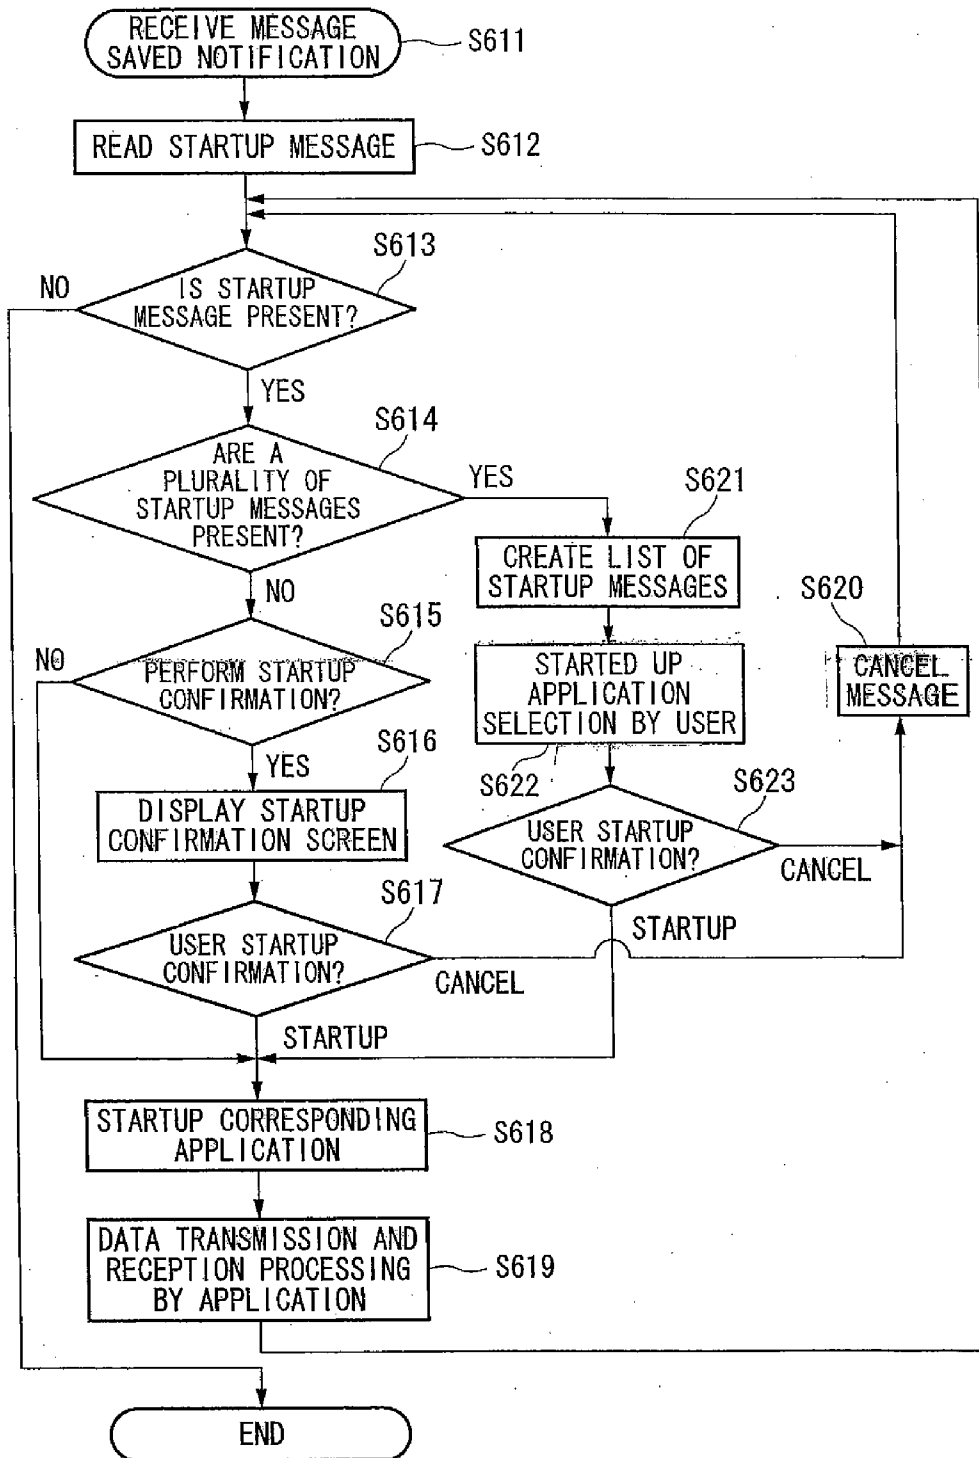 RECEIVE MESSAGE
SAVED NOTIFICATION
S611
READ STARTUP MESSAGE
S612
S613
NO
IS STARTUP
MESSAGE PRESENT?
YES
S614
ARE A
PLURALITY OF
STARTUP MESSAGES
PRESENT?
YES
S621
CREATE LIST OF
STARTUP MESSAGES
NO
S615
S620
NO
PERFORM STARTUP
CONFIRMATION?
STARTED UP
APPLICATION
SELECTION BY USER
CANCEL
MESSAGE
YES
S616
S622
S623
DISPLAY STARTUP
CONFIRMATION SCREEN
USER STARTUP
CONFIRMATION?
CANCEL
S617
STARTUP
USER STARTUP
CONFIRMATION?
CANCEL
STARTUP
STARTUP CORRESPONDING
APPLICATION
S618
DATA TRANSMISSION AND
RECEPTION PROCESSING
BY APPLICATION
S619
END